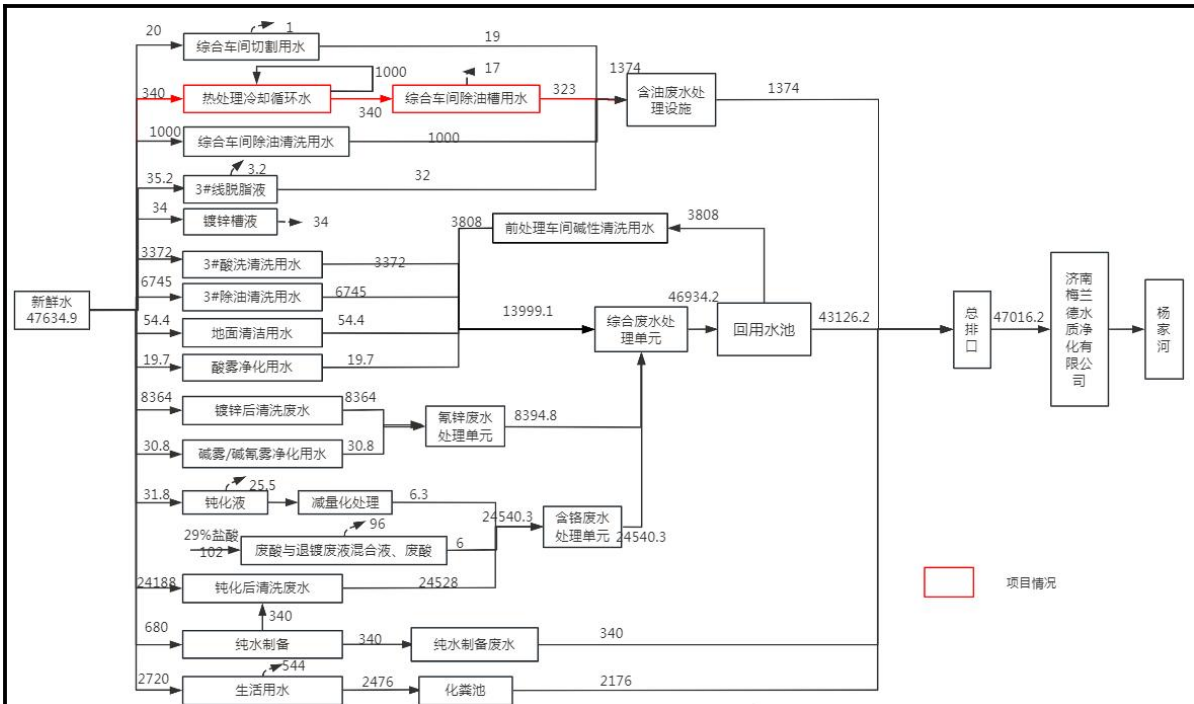 20
综合车间切割用水
1
19
340
热处理冷却循环水
1000
340
综合车间除油槽用水
17
323
1374
含油废水处
理设施
1374
1000
综合车间除油清洗用水
1000
35.2
3#线脱脂液
3.2
32
34
镀锌槽液
34
3808
前处理车间碱性清洗用水
3808
3372
3#酸洗清洗用水
3372
6745
3#除油清洗用水
6745
新鲜水
47634.9
54.4
地面清洁用水
54.4
13999.1
综合废水处
理单元
46934.2
回用水池
43126.2
总
排
口
47016.2
济南
梅兰
德水
质净
化有
限公
司
杨
家
河
19.7
酸雾净化用水
19.7
8364
镀锌后清洗废水
8364
氰锌废水
处理单元
8394.8
30.8
碱雾/碱氰雾净化用水
30.8
31.8
钝化液
25.5
减量化处理
6.3
24540.3
含铬废水
处理单元
24540.3
29%盐酸
102
废酸与退镀废液混合液、废酸
96
6
24188
钝化后清洗废水
24528
340
项目情况
680
纯水制备
340
纯水制备废水
340
2720
生活用水
544
2476
化粪池
2176